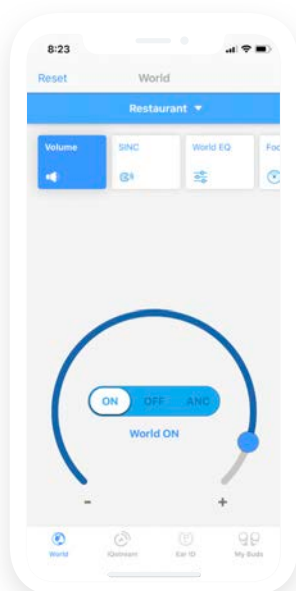 8:23
Reset World
Restaurant
Volume SINC World EQ Foc
ON OFF ANC
World ON
- +
World IQstream Ear ID My Buds